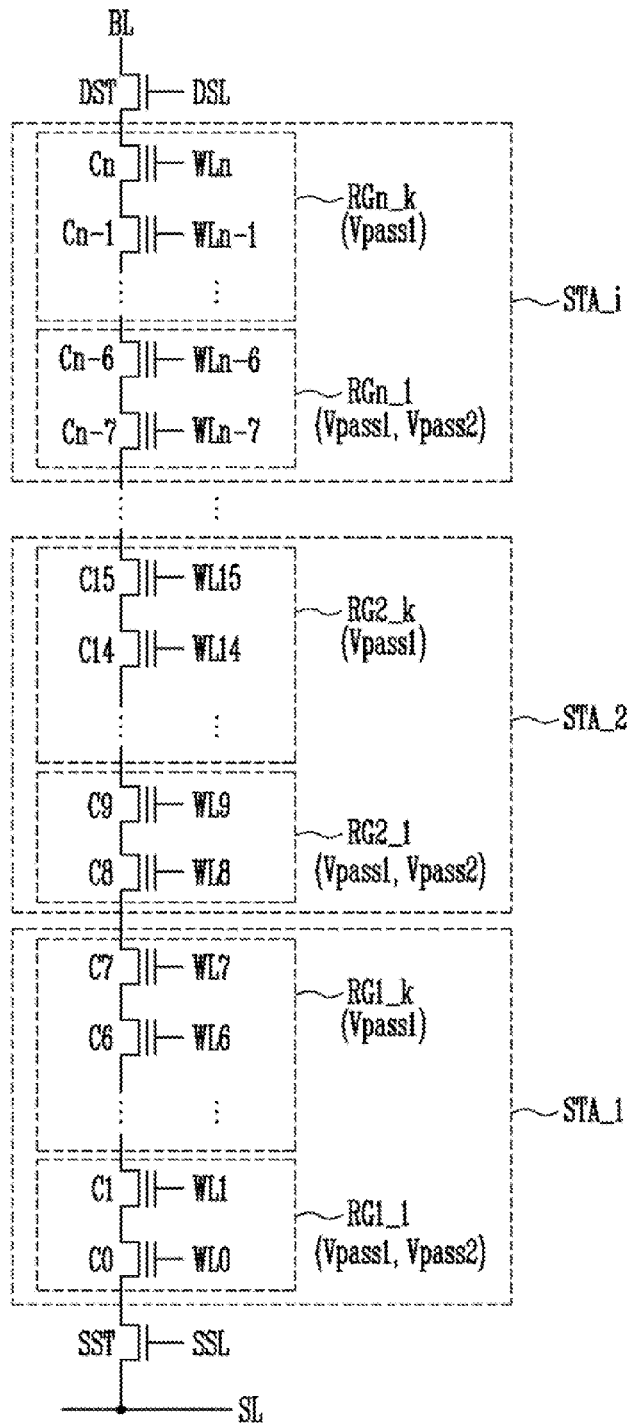 BL
DST DSL
Cn WLn
RGn_k
(Vpass1)
Cn-1 WLn-1
⋮ ⋮
STA_i
Cn-6 WLn-6
RGn_1
(Vpass1, Vpass2)
Cn-7 WLn-7
⋮ ⋮
C15 WL15
RG2_k
(Vpass1)
C14 WL14
⋮ ⋮
STA_2
C9 WL9
RG2_1
(Vpass1, Vpass2)
C8 WL8
C7 WL7
RG1_k
(Vpass1)
C6 WL6
⋮ ⋮
STA_1
C1 WL1
RG1_1
(Vpass1, Vpass2)
C0 WL0
SST SSL
SL